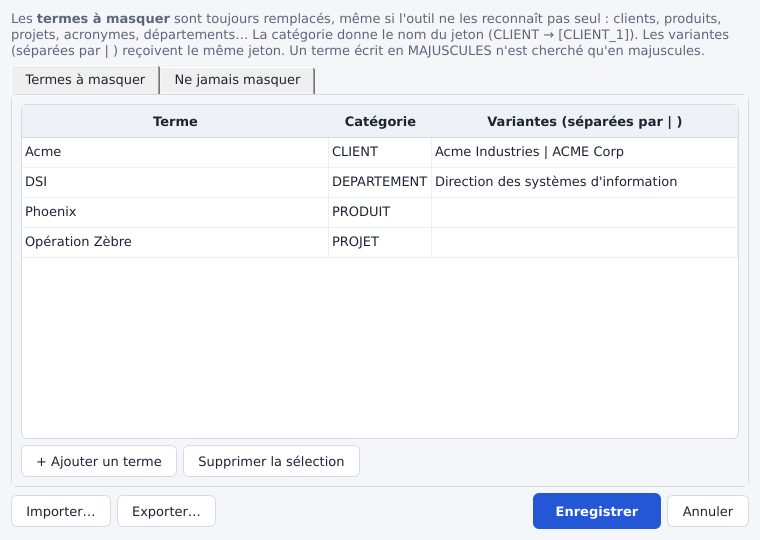 Les termes à masquer sont toujours remplacés, même si l'outil ne les reconnaît pas seul : clients, produits,
projets, acronymes, départements… La catégorie donne le nom du jeton (CLIENT → [CLIENT_1]). Les variantes
(séparées par | ) reçoivent le même jeton. Un terme écrit en MAJUSCULES n'est cherché qu'en majuscules.
Termes à masquer Ne jamais masquer
Terme Catégorie Variantes (séparées par | )
Acme CLIENT Acme Industries | ACME Corp
DSI DEPARTEMENT Direction des systèmes d'information
Phoenix PRODUIT
Opération Zèbre PROJET
+ Ajouter un terme Supprimer la sélection
Importer… Exporter… Enregistrer Annuler